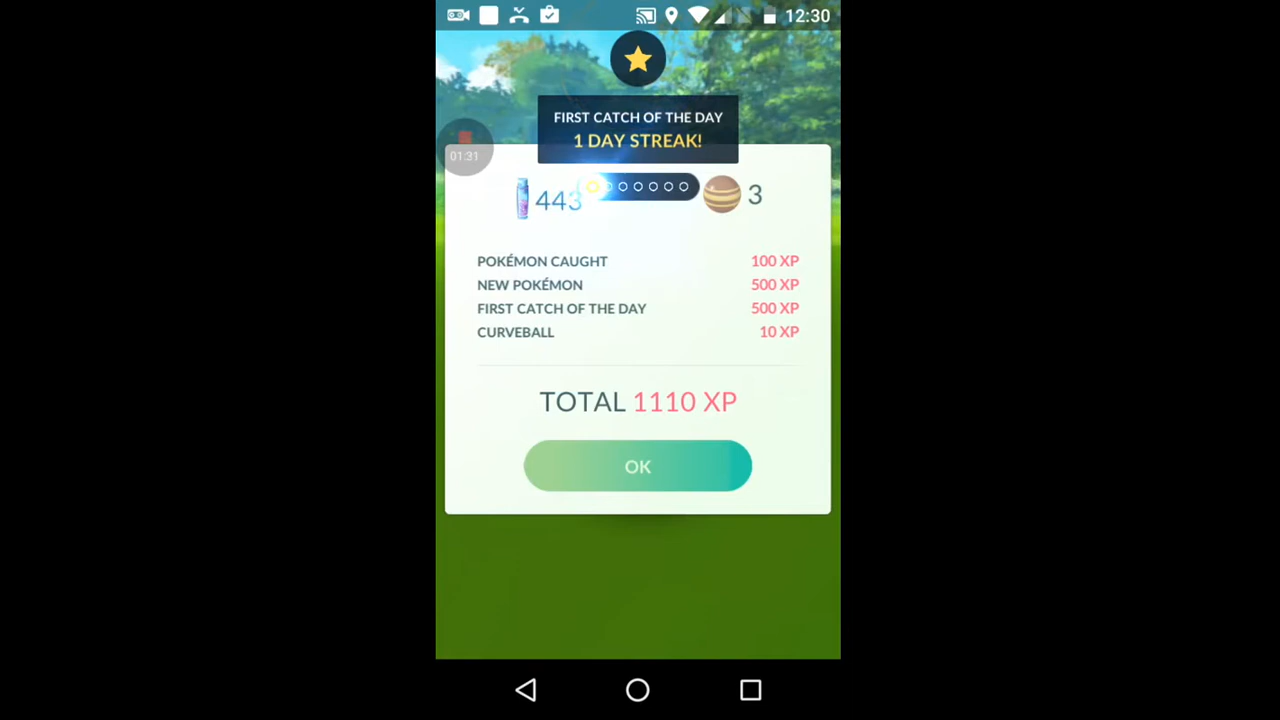 12:30
FIRST CATCH OF THE DAY
1 DAY STREAK!
01:31
443 3
POKÉMON CAUGHT 100 XP
NEW POKÉMON 500 XP
FIRST CATCH OF THE DAY 500 XP
CURVEBALL 10 XP
TOTAL 1110 XP
OK